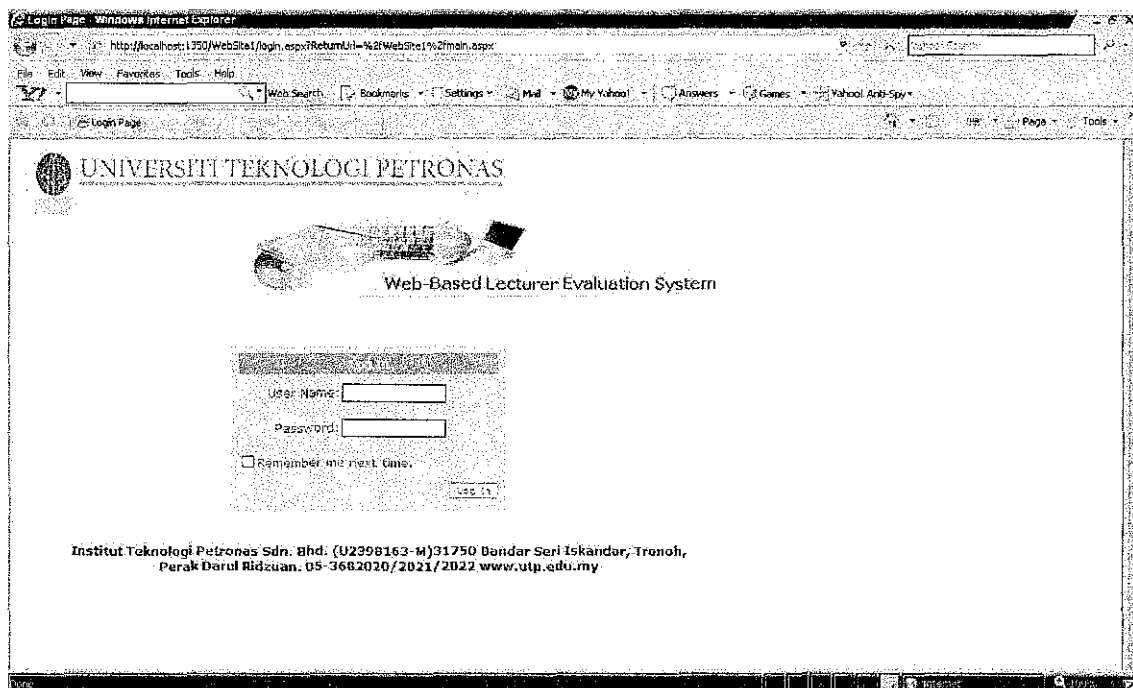 Login Page - Windows Internet Explorer
http://localhost:1350/WebSite1/login.aspx?ReturnUrl=%2fWebSite1%2fmain.aspx
File Edit View Favorites Tools Help
Web Search Bookmarks Settings Mail My Yahoo! Answers Games Yahoo! Anti-Spy
Login Page Page Tools
UNIVERSITI TEKNOLOGI PETRONAS
Web-Based Lecturer Evaluation System
User Name:
Password:
Remember me next time.
Log In
Institut Teknologi Petronas Sdn. Bhd. (U2398163-M)31750 Bandar Seri Iskandar, Tronoh,
Perak Darul Ridzuan. 05-3682020/2021/2022 www.utp.edu.my
Done Internet 100%